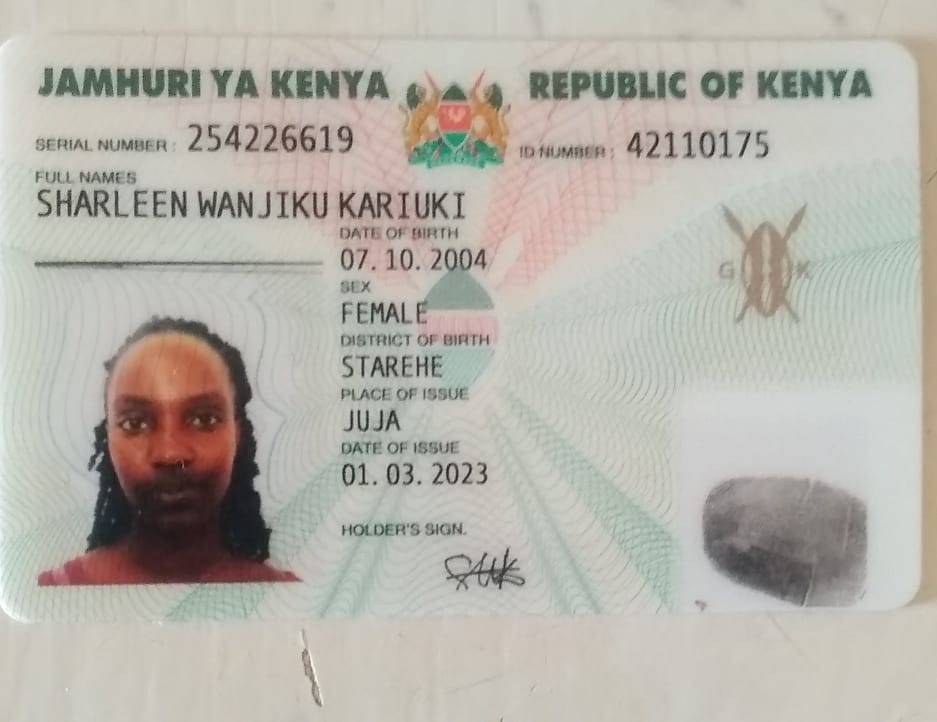 JAMHURI YA KENYA REPUBLIC OF KENYA
SERIAL NUMBER : 254226619 ID NUMBER : 42110175
FULL NAMES
SHARLEEN WANJIKU KARIUKI
DATE OF BIRTH
07. 10. 2004
SEX
FEMALE
DISTRICT OF BIRTH
STAREHE
PLACE OF ISSUE
JUJA
DATE OF ISSUE
01. 03. 2023
HOLDER'S SIGN.
G K